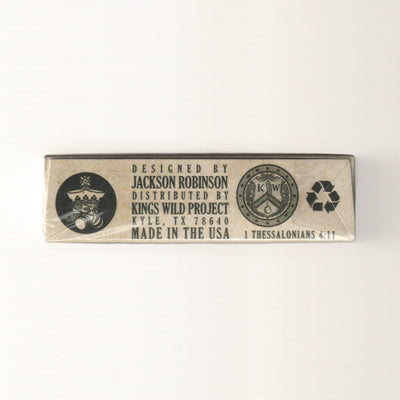 DESIGNED BY
JACKSON ROBINSON
DISTRIBUTED BY
KINGS WILD PROJECT
KYLE, TX 78640
MADE IN THE USA
K W
1 THESSALONIANS 4:11